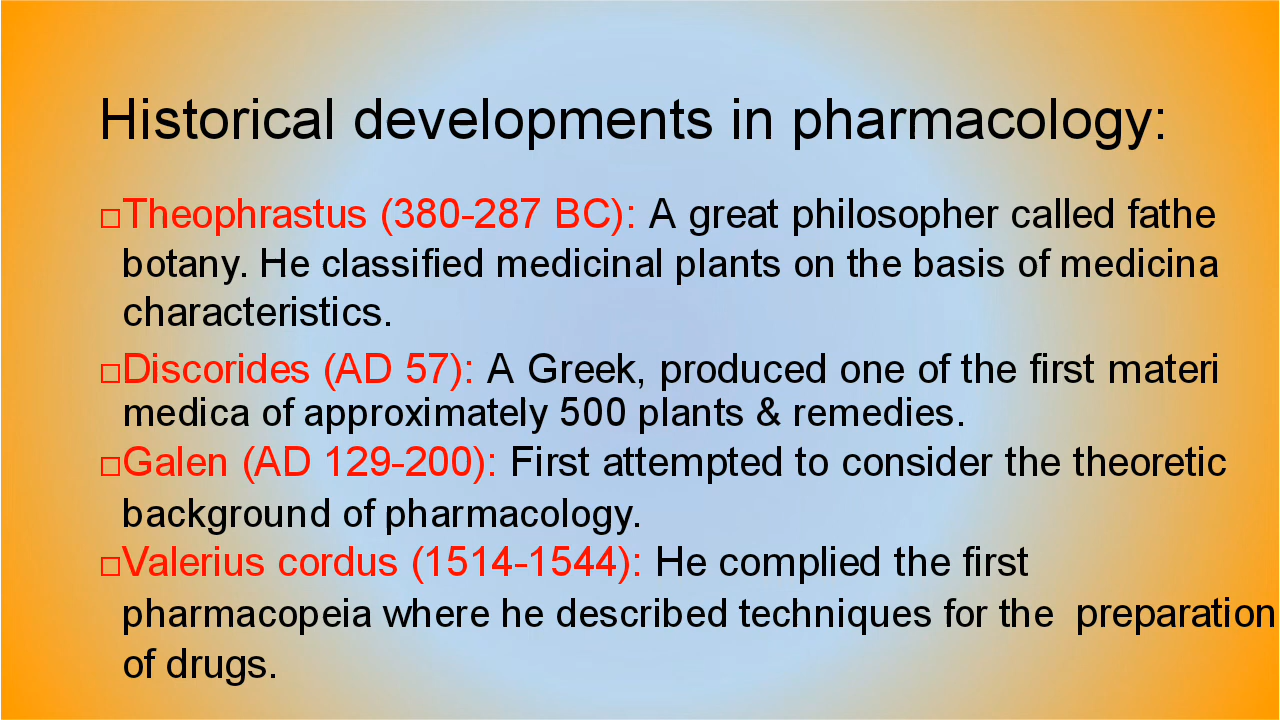 Historical developments in pharmacology:
□Theophrastus (380-287 BC): A great philosopher called fathe
botany. He classified medicinal plants on the basis of medicina
characteristics.
□Discorides (AD 57): A Greek, produced one of the first materi
medica of approximately 500 plants & remedies.
□Galen (AD 129-200): First attempted to consider the theoretic
background of pharmacology.
□Valerius cordus (1514-1544): He complied the first
pharmacopeia where he described techniques for the preparation
of drugs.